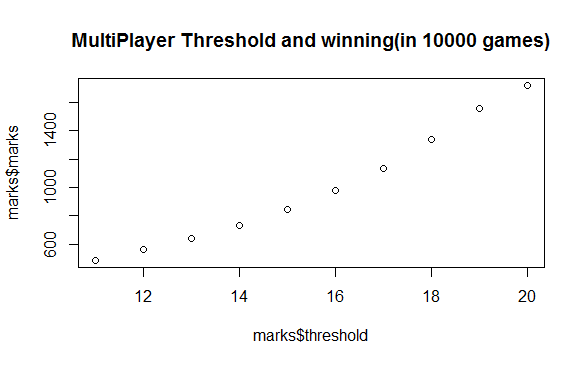 MultiPlayer Threshold and winning(in 10000 games)
marks$marks
1400
1000
600
12 14 16 18 20
marks$threshold